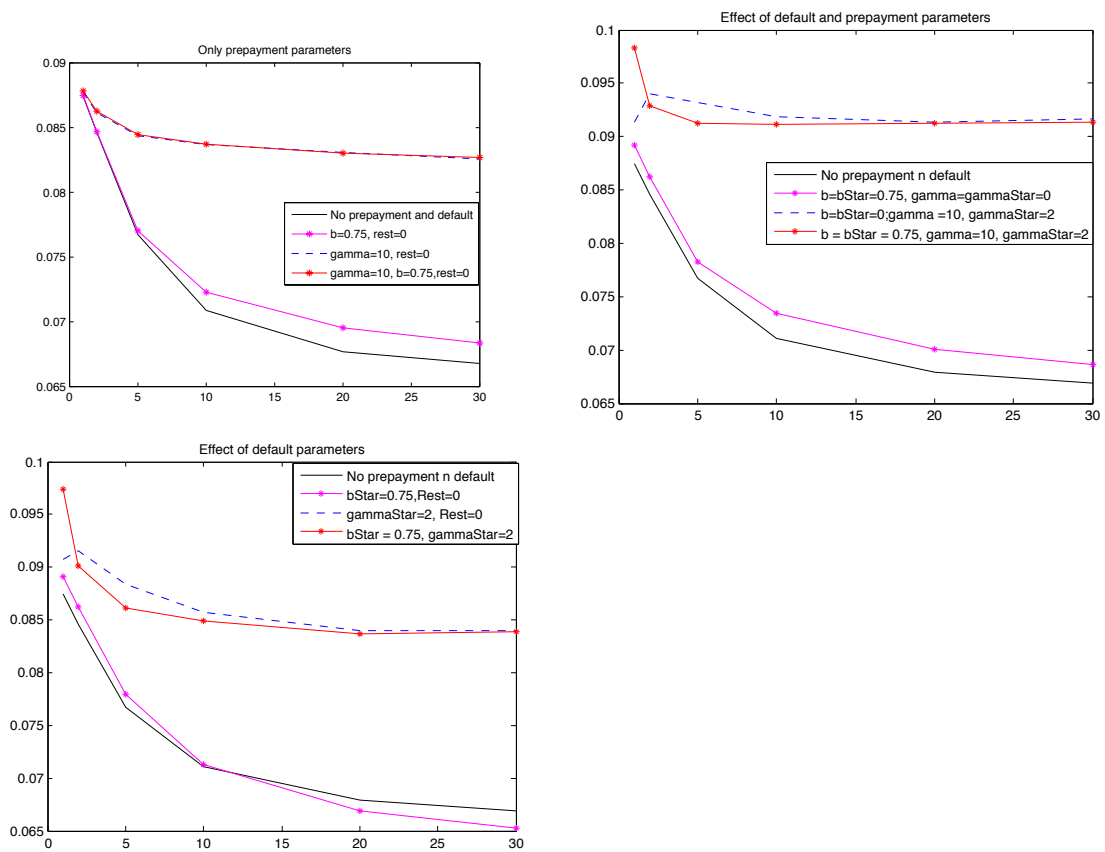 Only prepayment parameters
0.09
0.085
0.08
0.075
0.07
0.065
0
5
10
15
20
25
30
No prepayment and default
b=0.75, rest=0
gamma=10, rest=0
gamma=10, b=0.75,rest=0
Effect of default and prepayment parameters
0.1
0.095
0.09
0.085
0.08
0.075
0.07
0.065
0
5
10
15
20
25
30
No prepayment n default
b=bStar=0.75, gamma=gammaStar=0
b=bStar=0;gamma =10, gammaStar=2
b = bStar = 0.75, gamma=10, gammaStar=2
Effect of default parameters
0.1
0.095
0.09
0.085
0.08
0.075
0.07
0.065
0
5
10
15
20
25
30
No prepayment n default
bStar=0.75,Rest=0
gammaStar=2, Rest=0
bStar = 0.75, gammaStar=2